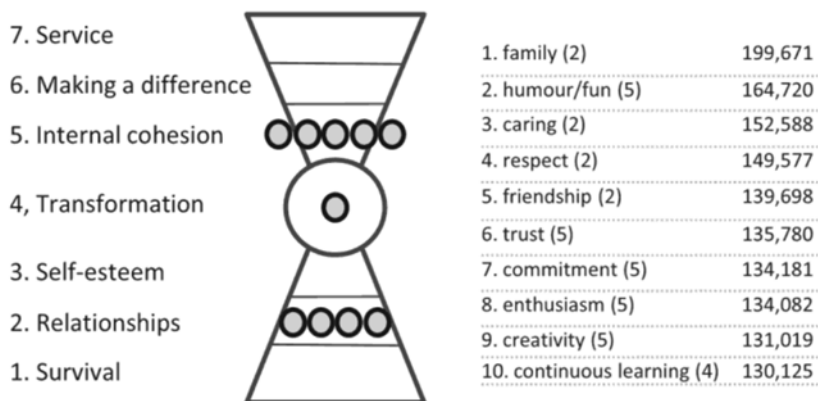 7. Service
6. Making a difference
5. Internal cohesion
4, Transformation
3. Self-esteem
2. Relationships
1. Survival
1. family (2) 199,671
2. humour/fun (5) 164,720
3. caring (2) 152,588
4. respect (2) 149,577
5. friendship (2) 139,698
6. trust (5) 135,780
7. commitment (5) 134,181
8. enthusiasm (5) 134,082
9. creativity (5) 131,019
10. continuous learning (4) 130,125